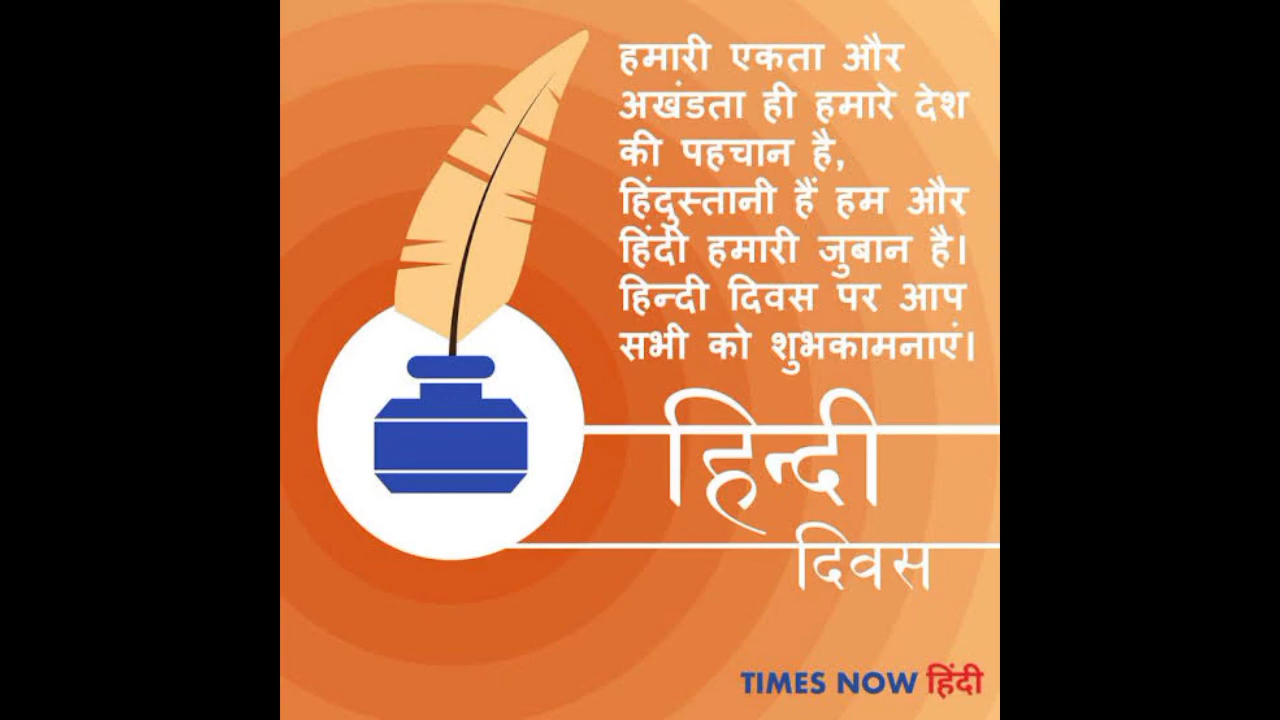 हमारी एकता और
अखंडता ही हमारे देश
की पहचान है,
हिंदुस्तानी हैं हम और
हिंदी हमारी जुबान है।
हिन्दी दिवस पर आप
सभी को शुभकामनाएं।
हिन्दी
दिवस
TIMES NOW हिंदी